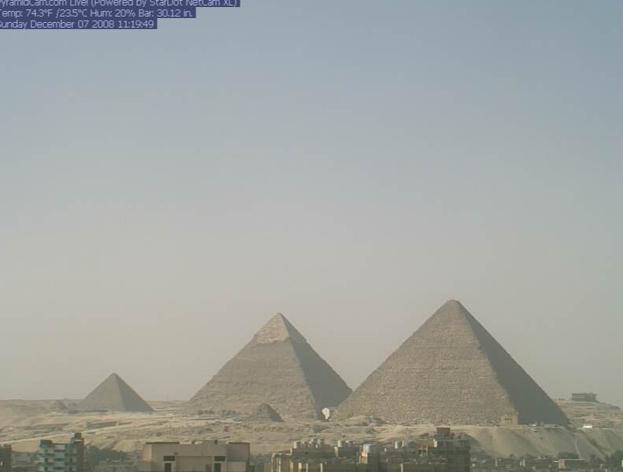 PyramidCam.com Live! (Powered by StarDot NetCam XL)
Temp: 74.3°F /23.5°C Hum: 20% Bar: 30.12 in.
Sunday December 07 2008 11:19:49